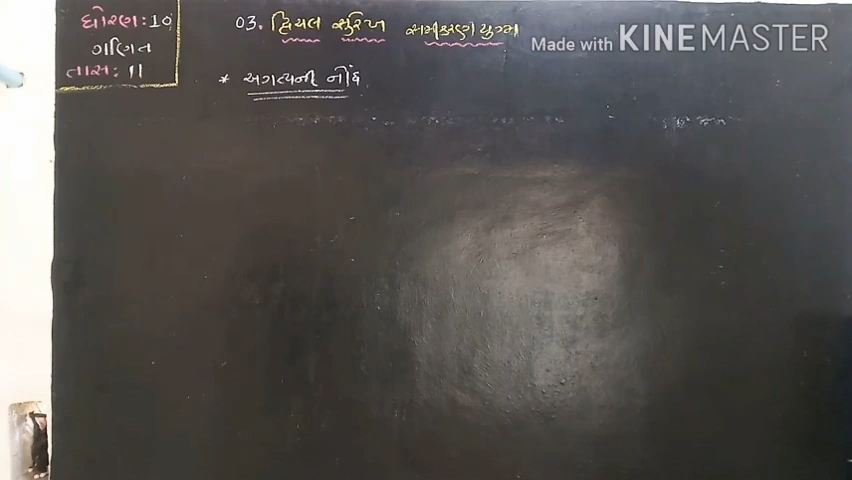 ધોરણ: 10
ગણિત
તાસ: 11
03. દ્વિચલ સુરેખ સમીકરણ યુગ્મ
Made with KINEMASTER
* અગત્યની નોંધ